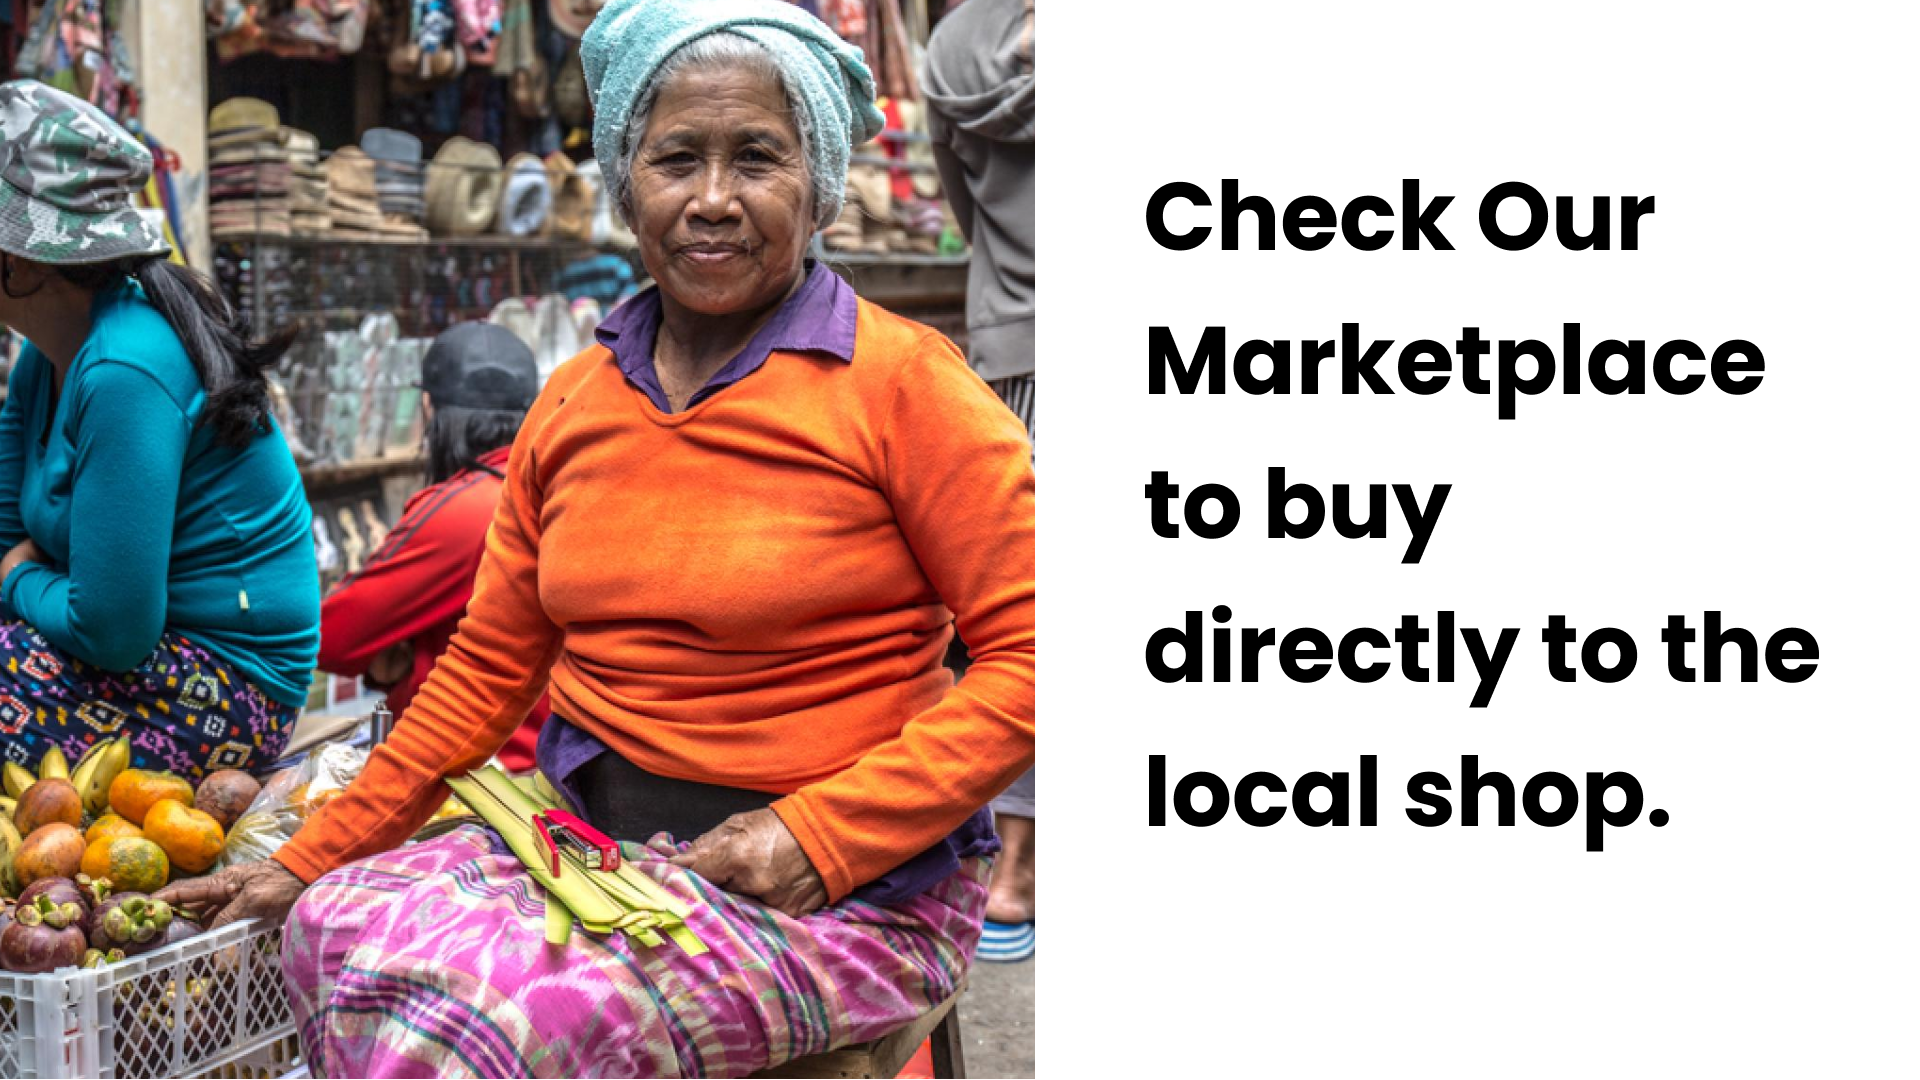 Check Our
Marketplace
to buy
directly to the
local shop.